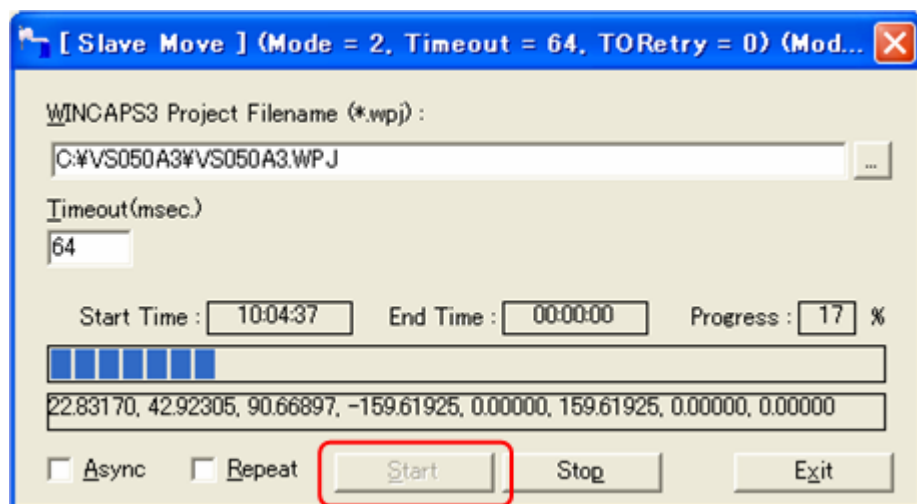 [ Slave Move ] (Mode = 2, Timeout = 64, TORetry = 0) (Mod...
WINCAPS3 Project Filename (*.wpj) :
C:¥VS050A3¥VS050A3.WPJ
...
Timeout(msec.)
64
Start Time : 10:04:37 End Time : 00:00:00 Progress : 17 %
22.83170, 42.92305, 90.66897, -159.61925, 0.00000, 159.61925, 0.00000, 0.00000
Async Repeat Start Stop Exit